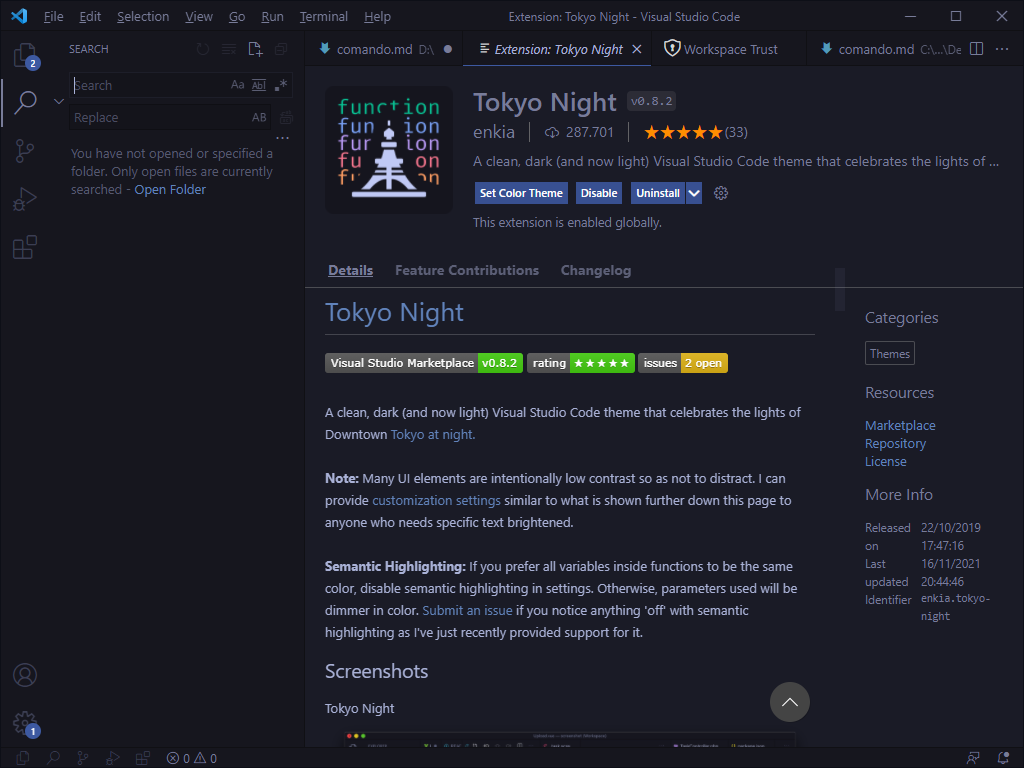 File Edit Selection View Go Run Terminal Help
Extension: Tokyo Night - Visual Studio Code
SEARCH
comando.md D:\
Extension: Tokyo Night
Workspace Trust
comando.md C:\...\De
2
Search
Aa Abl .*
Replace
AB
...
You have not opened or specified a
folder. Only open files are currently
searched - Open Folder
function
Tokyo Night v0.8.2
enkia 287.701 ★★★★★(33)
A clean, dark (and now light) Visual Studio Code theme that celebrates the lights of ...
Set Color Theme Disable Uninstall
This extension is enabled globally.
Details Feature Contributions Changelog
Tokyo Night
Visual Studio Marketplace v0.8.2 rating ★★★★★ issues 2 open
A clean, dark (and now light) Visual Studio Code theme that celebrates the lights of
Downtown Tokyo at night.
Note: Many UI elements are intentionally low contrast so as not to distract. I can
provide customization settings similar to what is shown further down this page to
anyone who needs specific text brightened.
Semantic Highlighting: If you prefer all variables inside functions to be the same
color, disable semantic highlighting in settings. Otherwise, parameters used will be
dimmer in color. Submit an issue if you notice anything 'off' with semantic
highlighting as I've just recently provided support for it.
Screenshots
Tokyo Night
Categories
Themes
Resources
Marketplace
Repository
License
More Info
Released 22/10/2019
on 17:47:16
Last 16/11/2021
updated 20:44:46
Identifier enkia.tokyo-
night
1
0 0